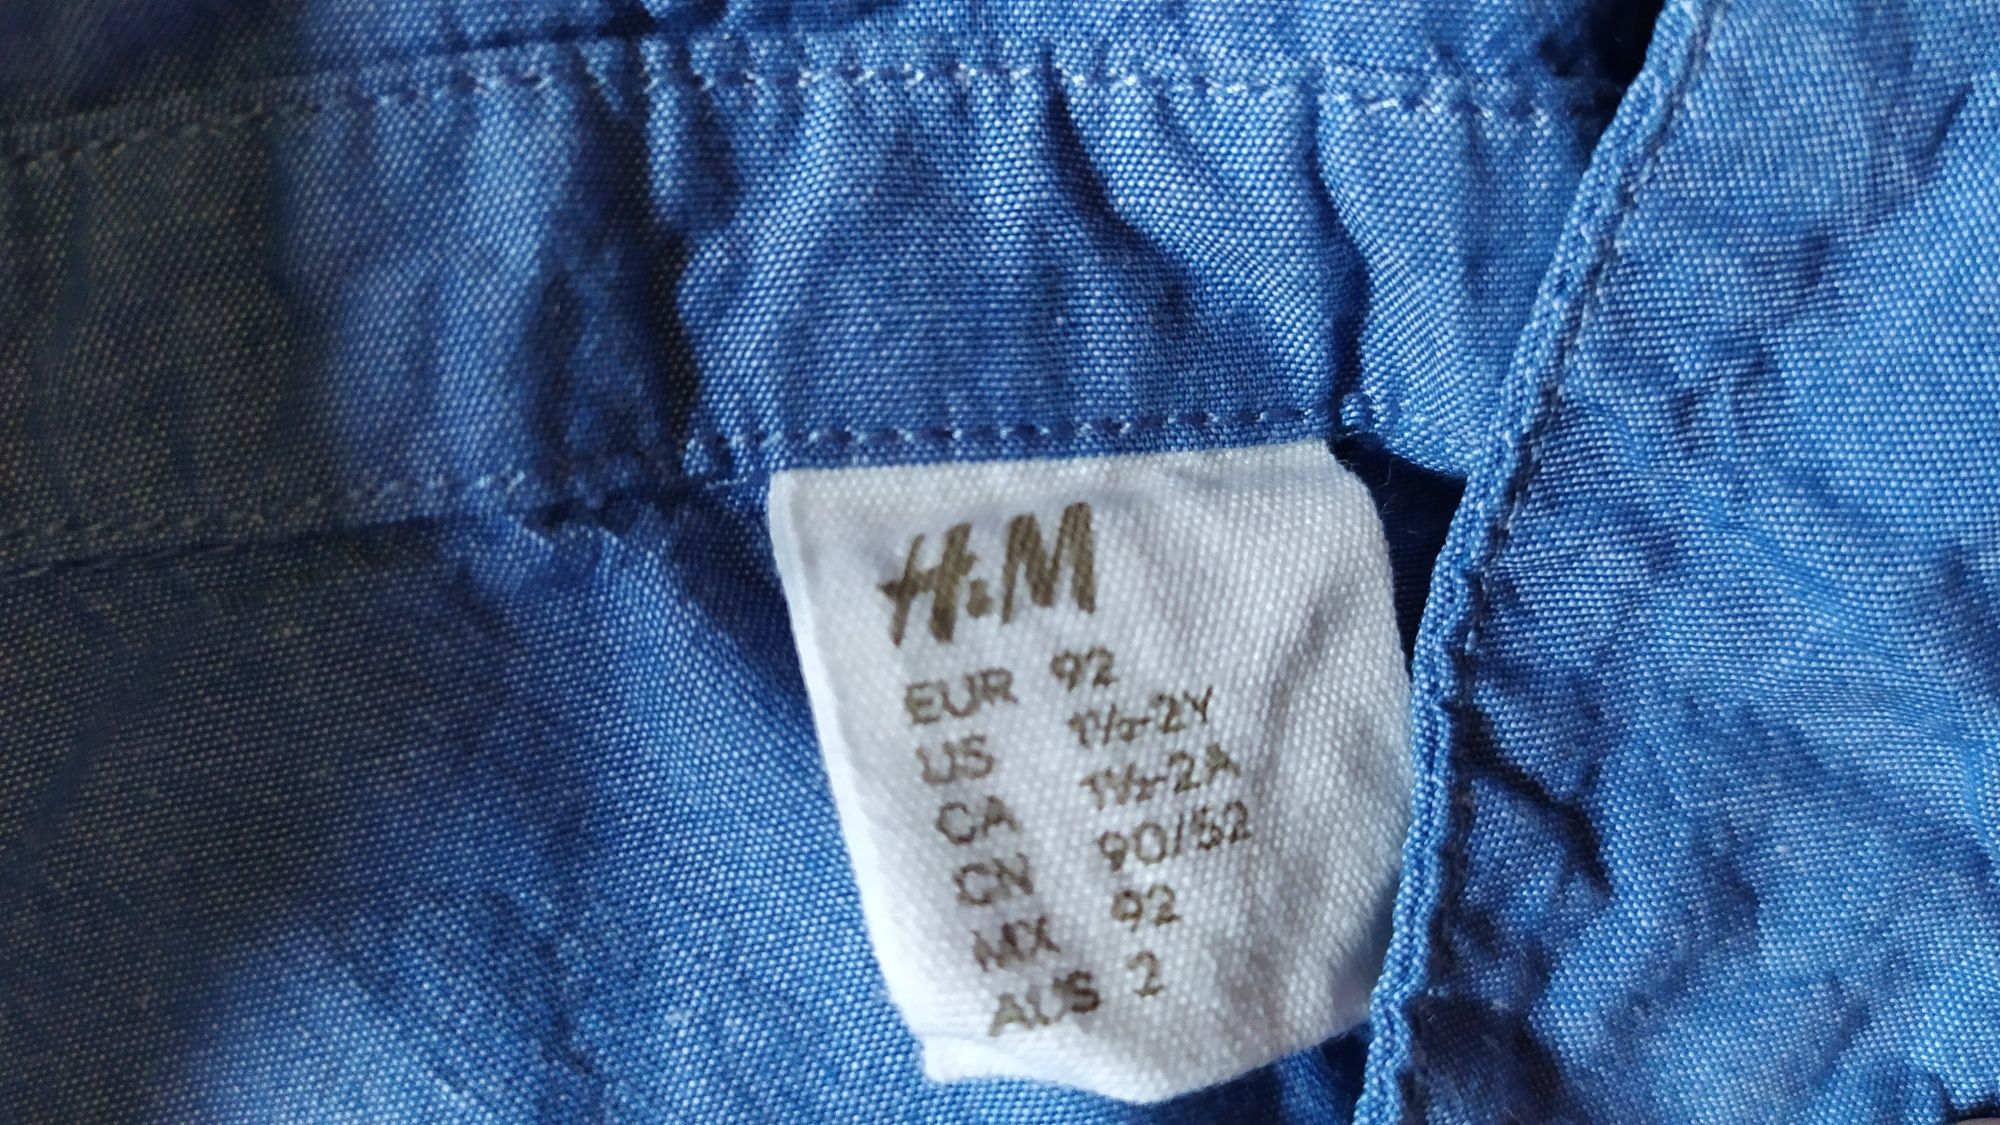 H&M
EUR 92
US 1½-2Y
CA 1½-2A
CN 90/52
MX 92
AUS 2